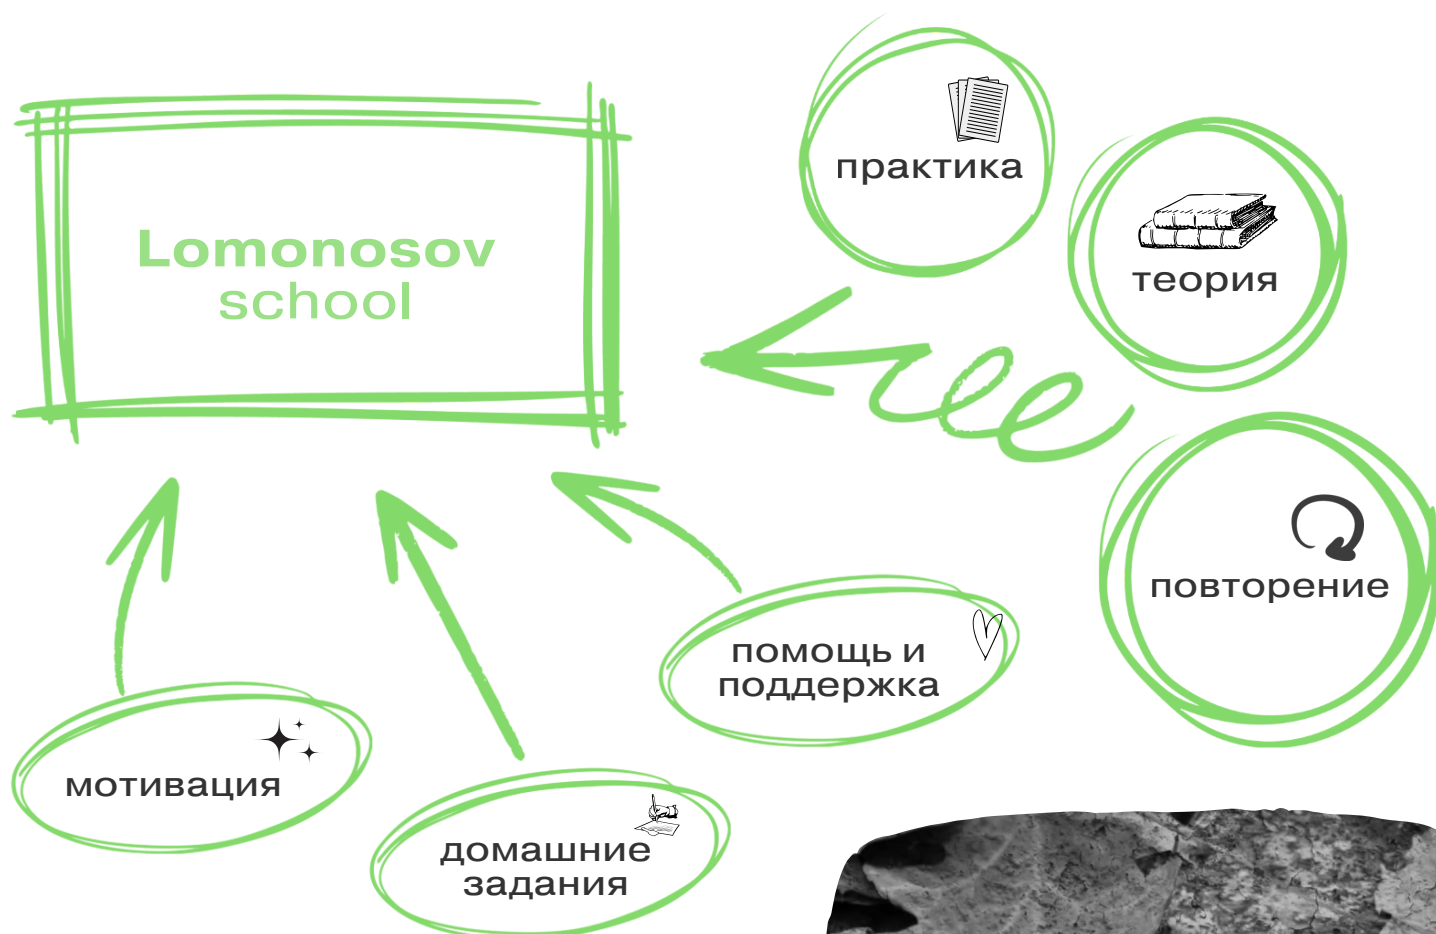 Lomonosov
school
практика
теория
повторение
помощь и
поддержка
мотивация
домашние
задания